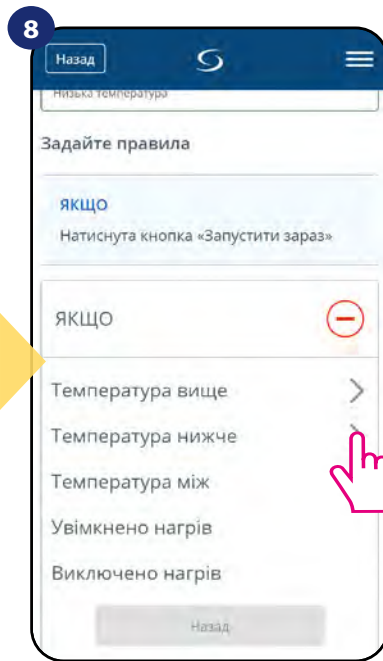 8
Назад
Низька температура
Задайте правила
ЯКЩО
Натиснута кнопка «Запустити зараз»
ЯКЩО
Температура вище
Температура нижче
Температура між
Увімкнено нагрів
Виключено нагрів
Назад